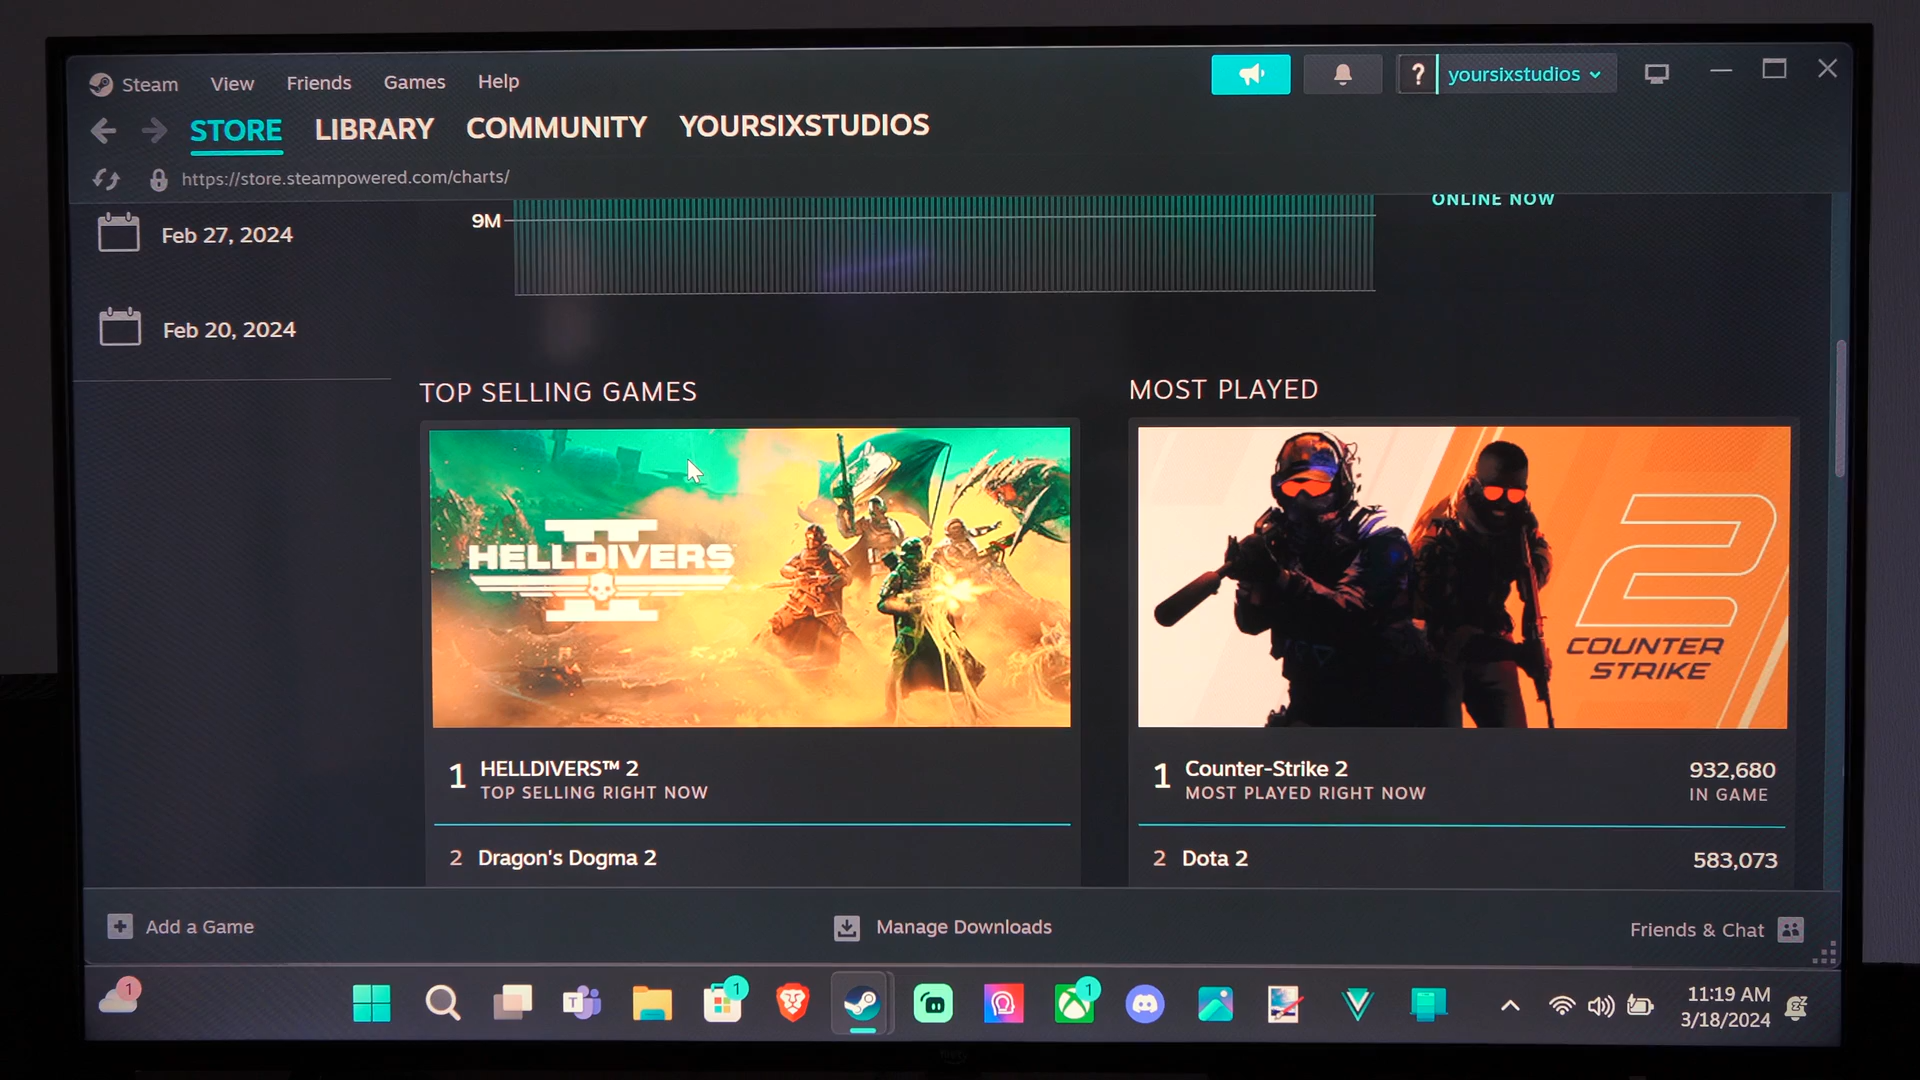 Steam View Friends Games Help
? yoursixstudios
STORE LIBRARY COMMUNITY YOURSIXSTUDIOS
https://store.steampowered.com/charts/
Feb 27, 2024
Feb 20, 2024
9M
ONLINE NOW
TOP SELLING GAMES
HELLDIVERS
II
1 HELLDIVERS™ 2
TOP SELLING RIGHT NOW
2 Dragon's Dogma 2
MOST PLAYED
2
COUNTER
STRIKE
1 Counter-Strike 2 932,680
MOST PLAYED RIGHT NOW IN GAME
2 Dota 2 583,073
Add a Game
Manage Downloads
Friends & Chat
1
T
1
1
11:19 AM
3/18/2024